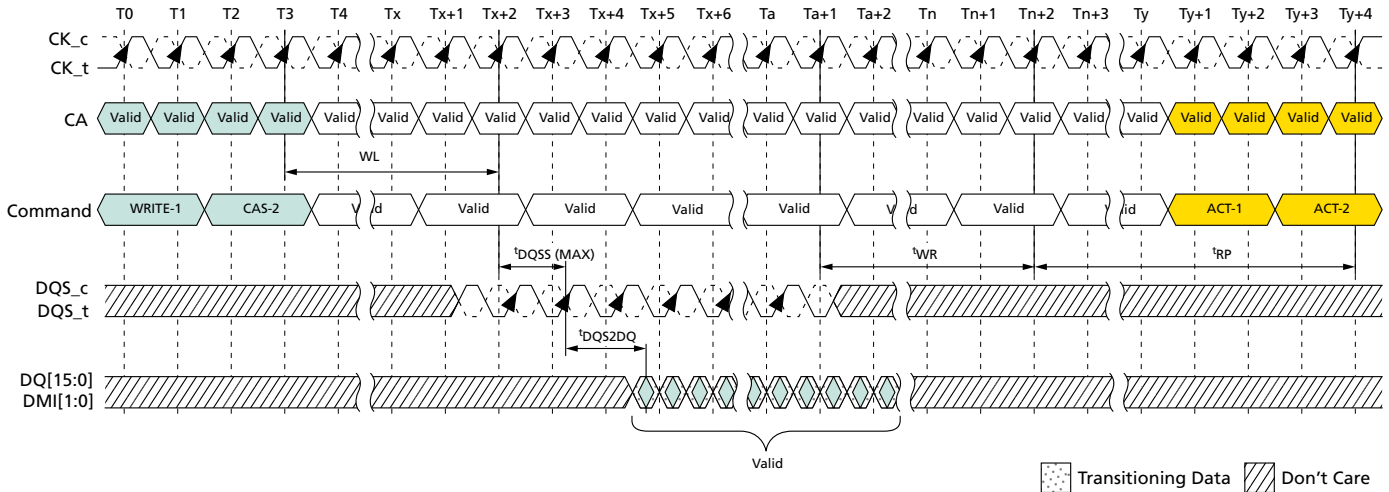 T0 T1 T2 T3 T4 Tx Tx+1 Tx+2 Tx+3 Tx+4 Tx+5 Tx+6 Ta Ta+1 Ta+2 Tn Tn+1 Tn+2 Tn+3 Ty Ty+1 Ty+2 Ty+3 Ty+4
CK_c
CK_t
CA Valid Valid Valid Valid Valid Valid Valid Valid Valid Valid Valid Valid Valid Valid Valid Valid Valid Valid Valid Valid Valid Valid Valid Valid
WL
Command WRITE-1 CAS-2 Valid Valid Valid Valid Valid Valid Valid Valid ACT-1 ACT-2
tDQSS (MAX) tWR tRP
DQS_c
DQS_t
tDQS2DQ
DQ[15:0]
DMI[1:0]
Valid
Transitioning Data Don't Care